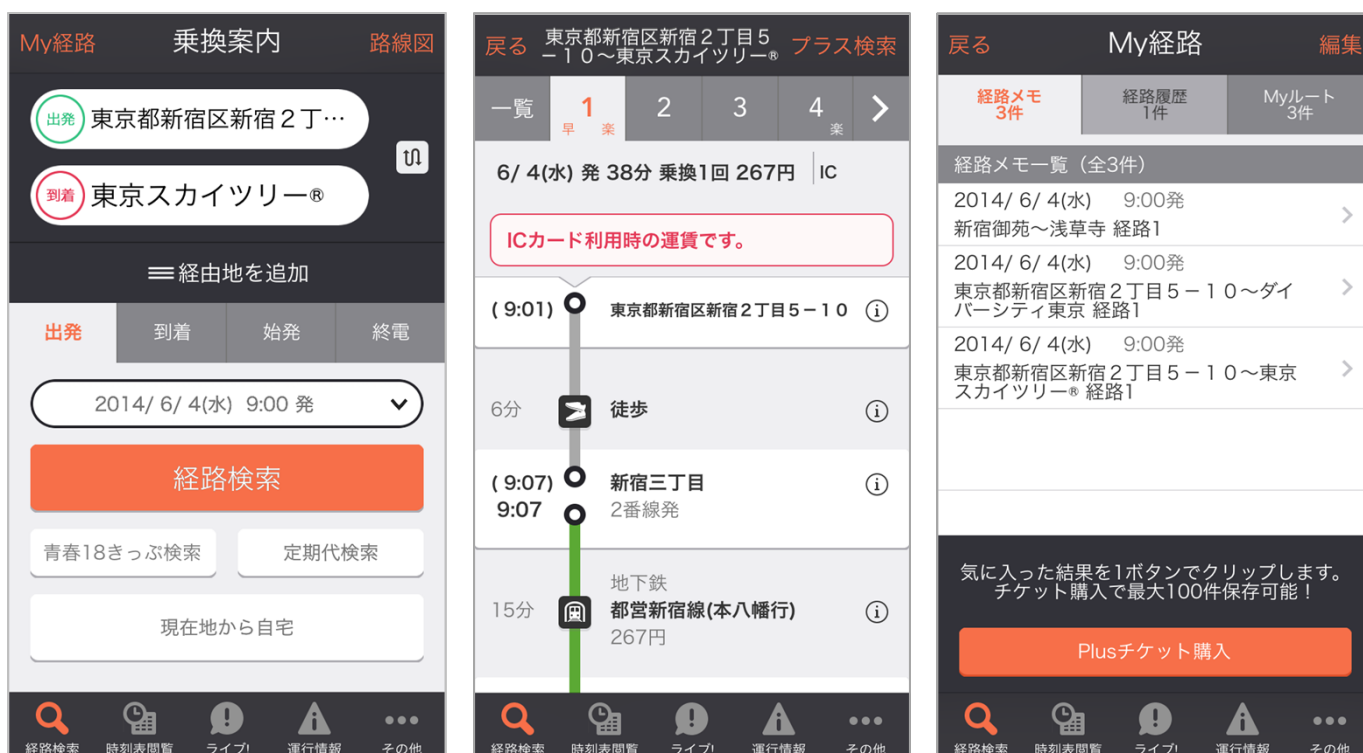 My経路
乗換案内
路線図
出発 東京都新宿区新宿２丁…
到着 東京スカイツリー®
経由地を追加
出発 到着 始発 終電
2014/ 6/ 4(水) 9:00 発
経路検索
青春18きっぷ検索 定期代検索
現在地から自宅
経路検索 時刻表閲覧 ライブ! 運行情報 その他
戻る
東京都新宿区新宿２丁目５
－１０〜東京スカイツリー®
プラス検索
一覧 1 2 3 4
早 楽 楽
6/ 4(水) 発 38分 乗換1回 267円 IC
ICカード利用時の運賃です。
( 9:01) 東京都新宿区新宿２丁目５－１０
6分 徒歩
( 9:07) 新宿三丁目
9:07 2番線発
地下鉄
15分 都営新宿線(本八幡行)
267円
経路検索 時刻表閲覧 ライブ! 運行情報 その他
戻る
My経路
編集
経路メモ
3件
経路履歴
1件
Myルート
3件
経路メモ一覧（全3件）
2014/ 6/ 4(水) 9:00発
新宿御苑〜浅草寺 経路1
2014/ 6/ 4(水) 9:00発
東京都新宿区新宿２丁目５－１０〜ダイ
バーシティ東京 経路1
2014/ 6/ 4(水) 9:00発
東京都新宿区新宿２丁目５－１０〜東京
スカイツリー® 経路1
気に入った結果を1ボタンでクリップします。
チケット購入で最大100件保存可能！
Plusチケット購入
経路検索 時刻表閲覧 ライブ! 運行情報 その他